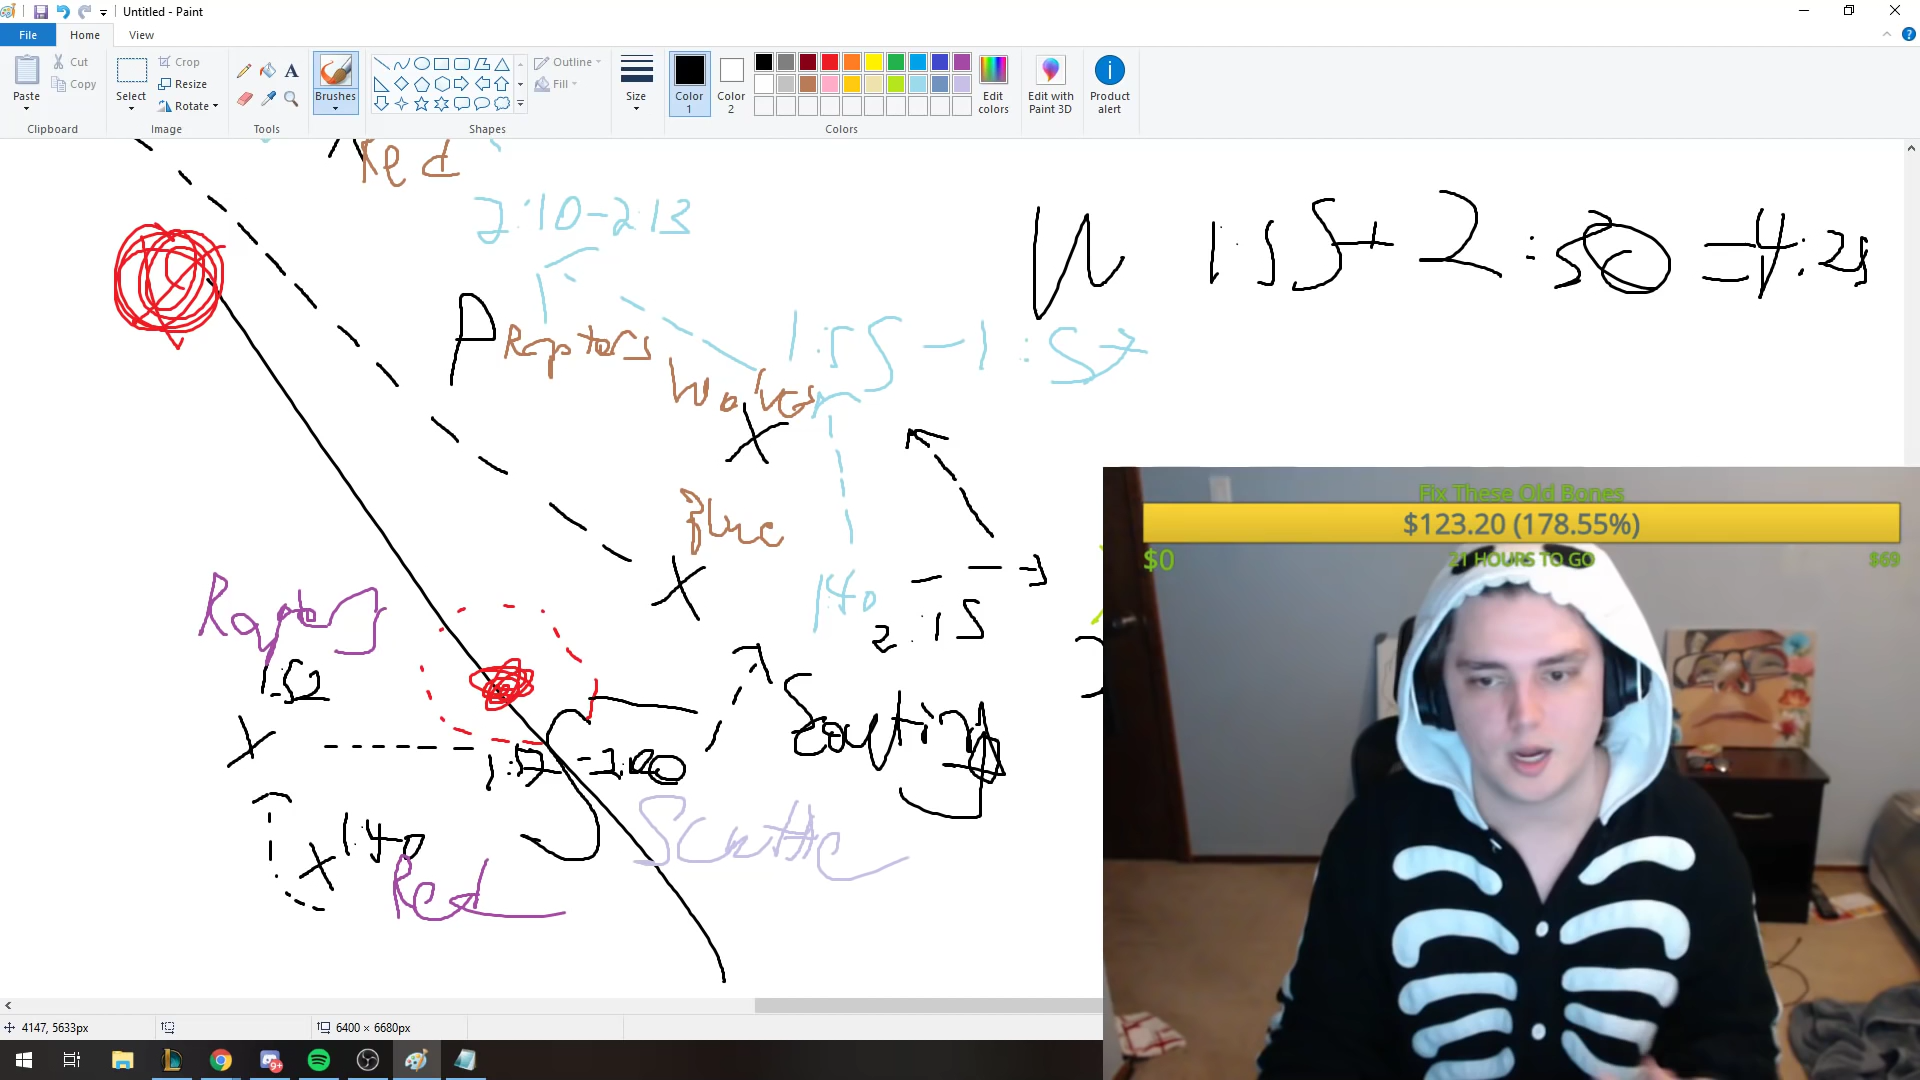 Untitled - Paint
File
Home
View
Paste
Cut
Copy
Clipboard
Select
Crop
Resize
Rotate
Image
Tools
Brushes
Shapes
Outline
Fill
Size
Color 1
Color 2
Colors
Edit colors
Edit with Paint 3D
Product alert
Red
2:10-2:13
1:55+2:30=4:25
Raptors
1:55-1:57
Wolves
Blue
1:40
2:15
Raptors
1:52
Scuttle
1:40
Red
Fix These Old Bones
$123.20 (178.55%)
$0
21 HOURS TO GO
$69
4147, 5633px
6400 × 6680px